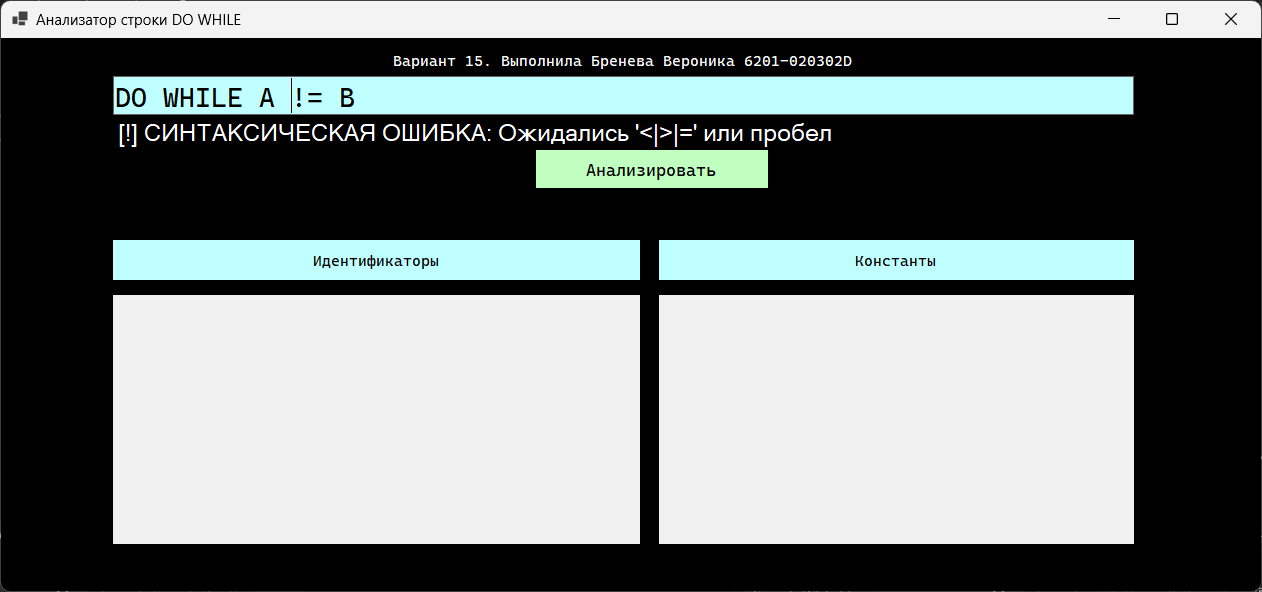 Анализатор строки DO WHILE
Вариант 15. Выполнила Бренева Вероника 6201-020302D
DO WHILE A != B
[!] СИНТАКСИЧЕСКАЯ ОШИБКА: Ожидались '<|>|=' или пробел
Анализировать
Идентификаторы Константы